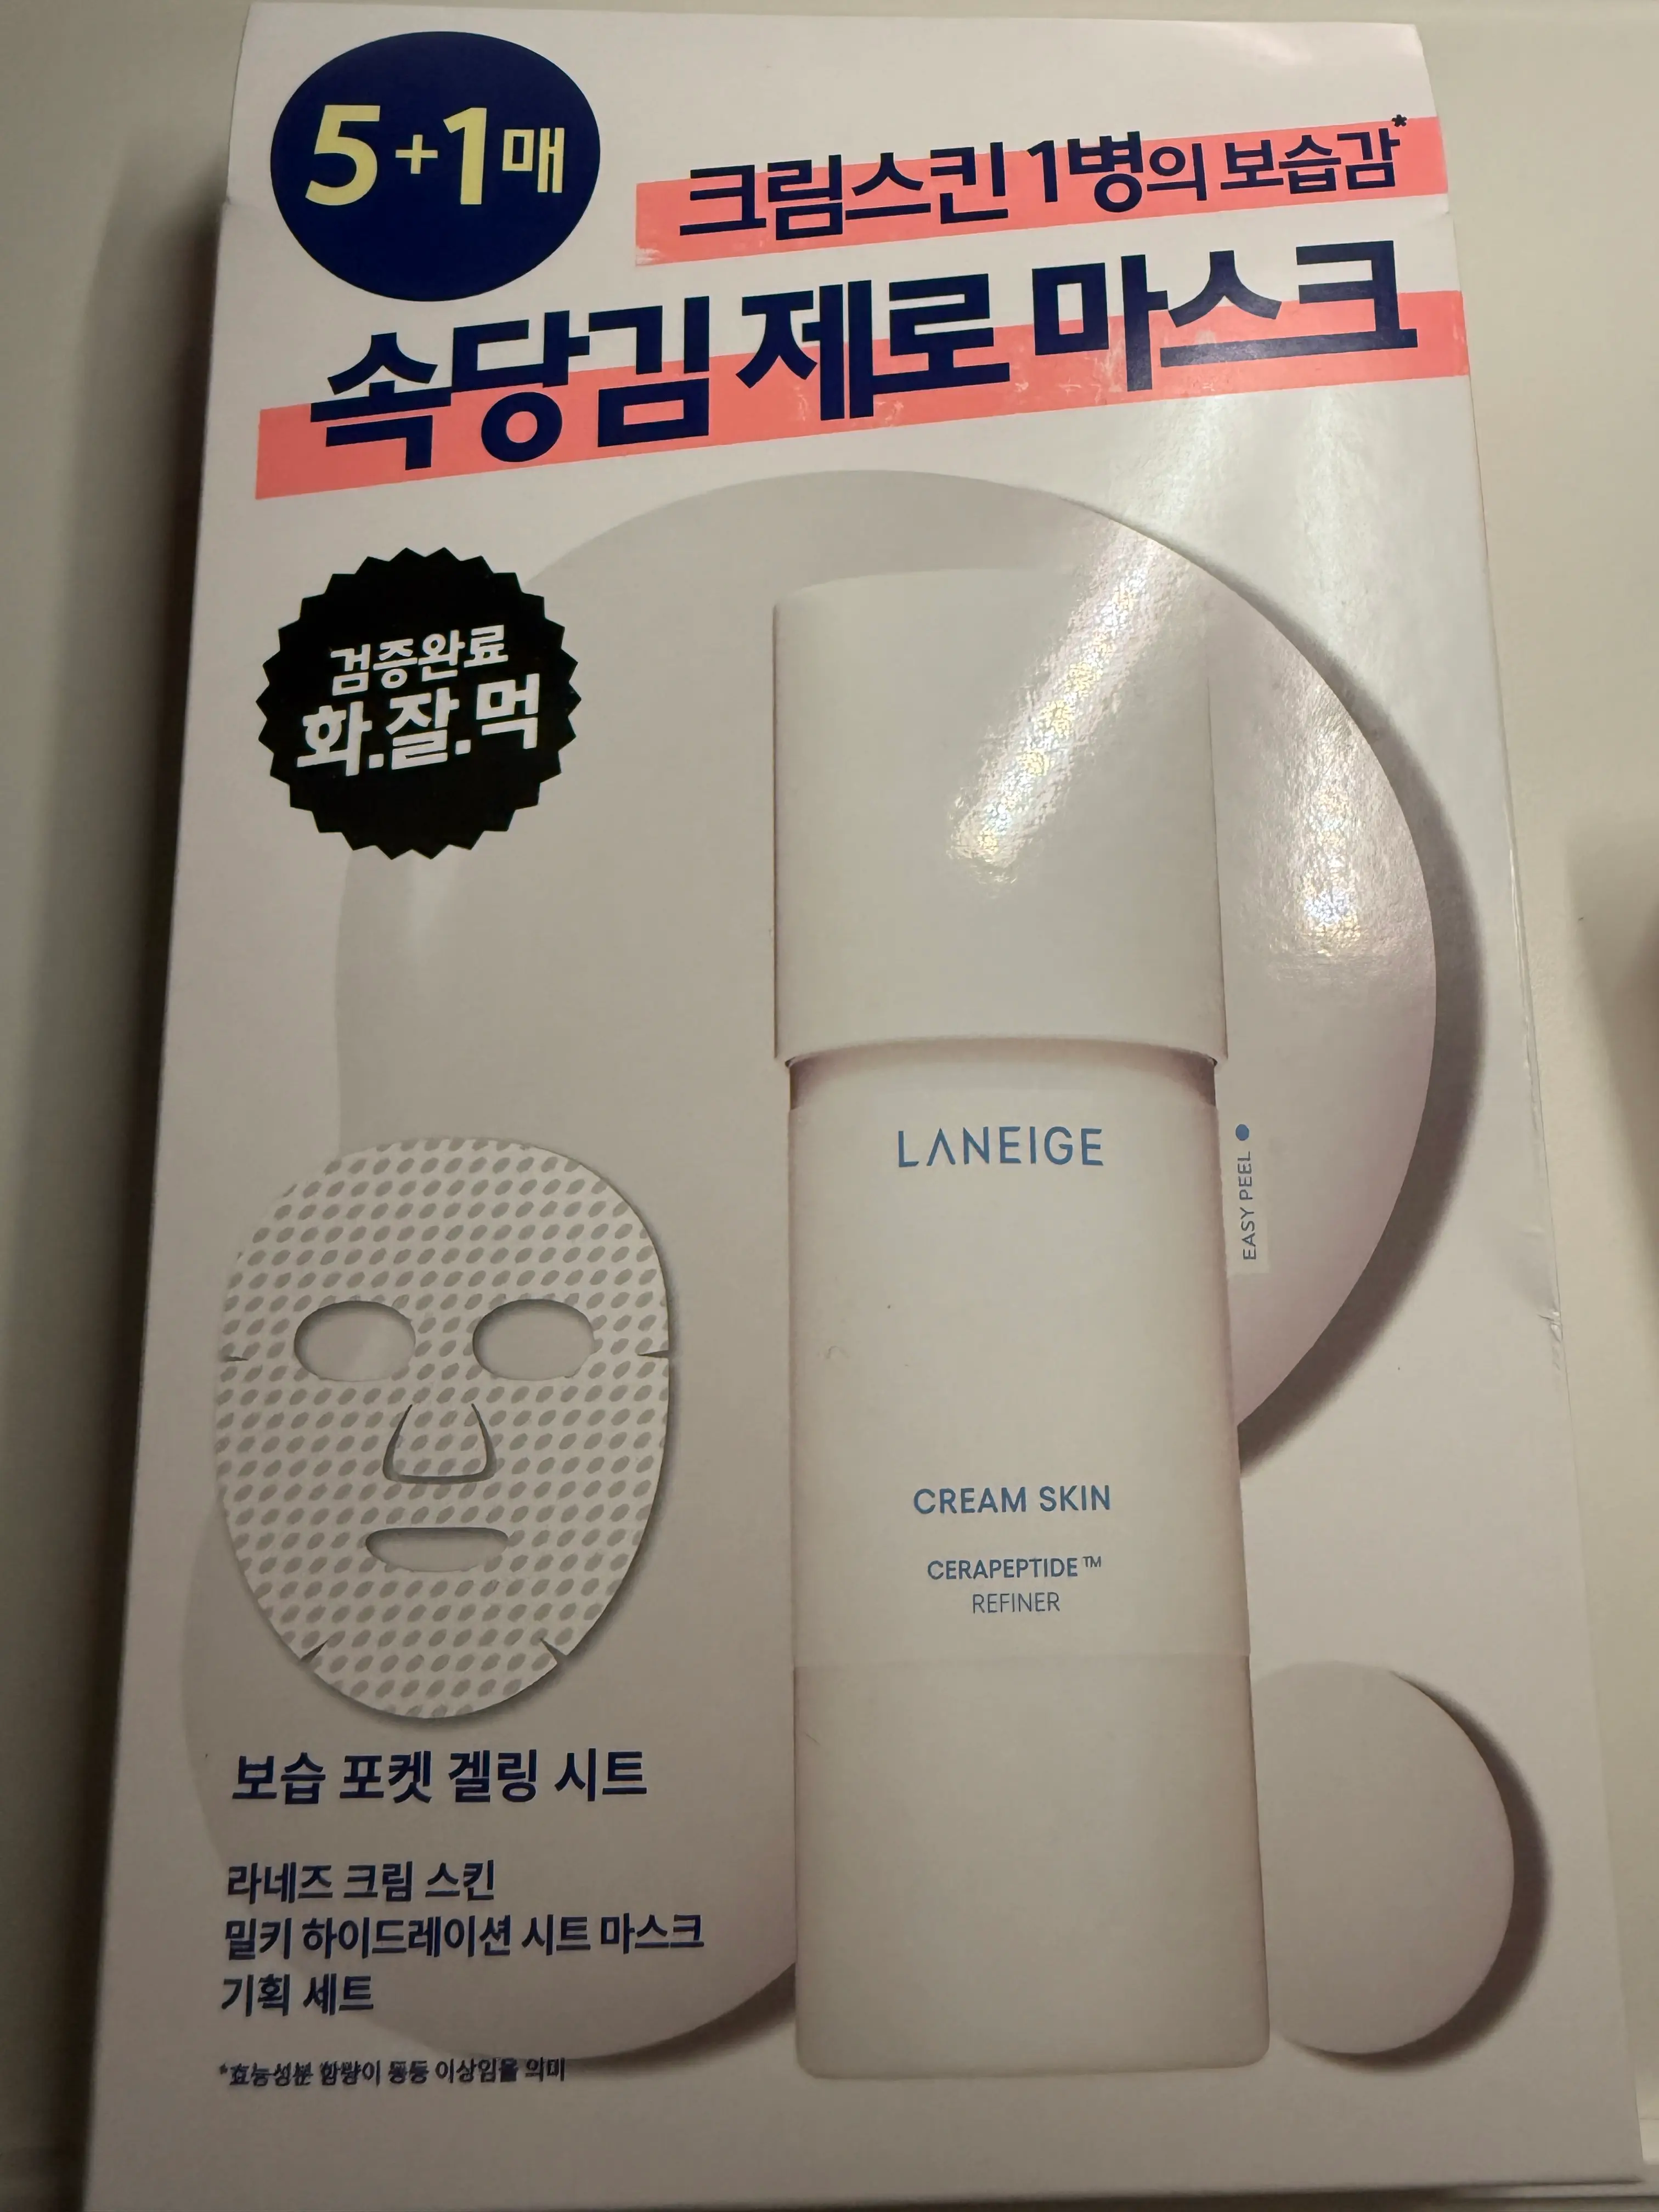 5+1매
크림스킨 1병의 보습감*
속당김 제로 마스크
검증완료
화.잘.먹
LANEIGE
EASY PEEL
CREAM SKIN
CERAPEPTIDE™
REFINER
보습 포켓 겔링 시트
라네즈 크림 스킨
밀키 하이드레이션 시트 마스크
기획 세트
*효능성분 함량이 동등 이상임을 의미